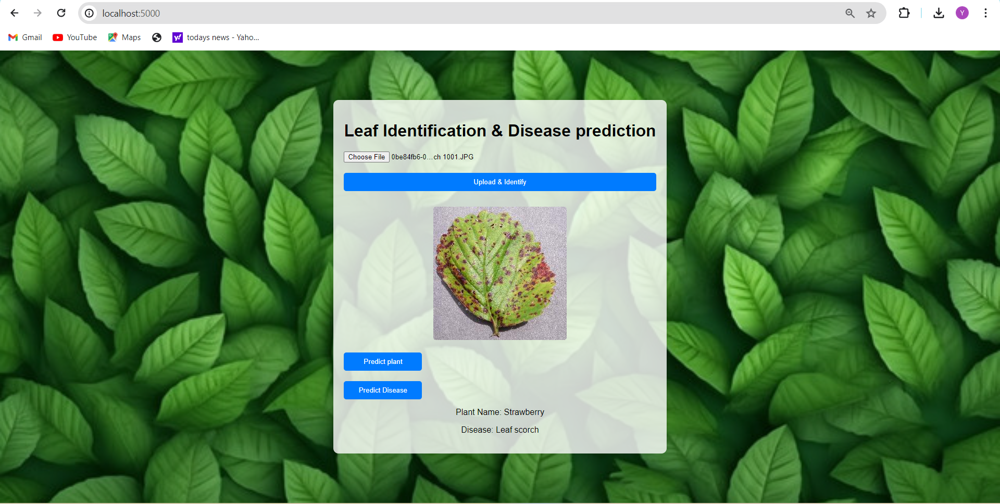 localhost:5000
Y
Gmail YouTube Maps y! todays news - Yaho...
Leaf Identification & Disease prediction
Choose File 0be84fb6-0...ch 1001.JPG
Upload & Identify
Predict plant
Predict Disease
Plant Name: Strawberry
Disease: Leaf scorch